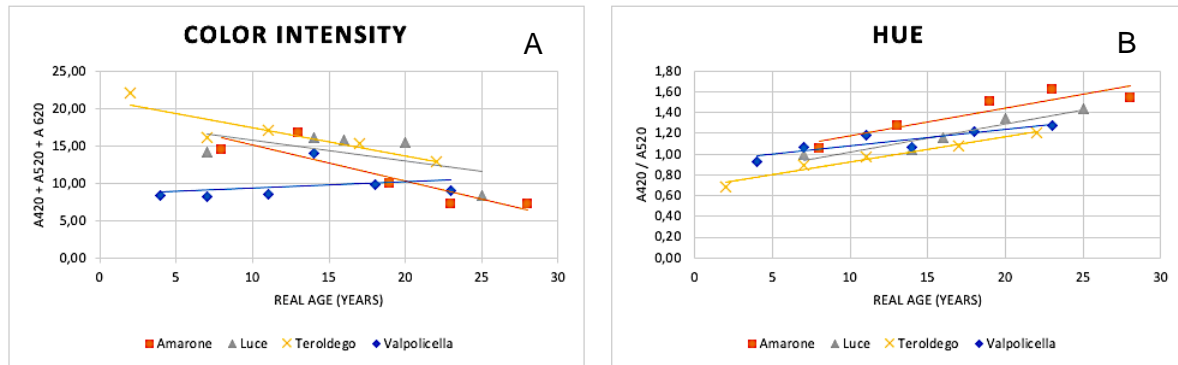 COLOR INTENSITY
A
A420 + A520 + A 620
25,00
20,00
15,00
10,00
5,00
0,00
0 5 10 15 20 25 30
REAL AGE (YEARS)
Amarone Luce Teroldego Valpolicella
HUE
B
A420 / A520
1,80
1,60
1,40
1,20
1,00
0,80
0,60
0,40
0,20
0,00
0 5 10 15 20 25 30
REAL AGE (YEARS)
Amarone Luce Teroldego Valpolicella